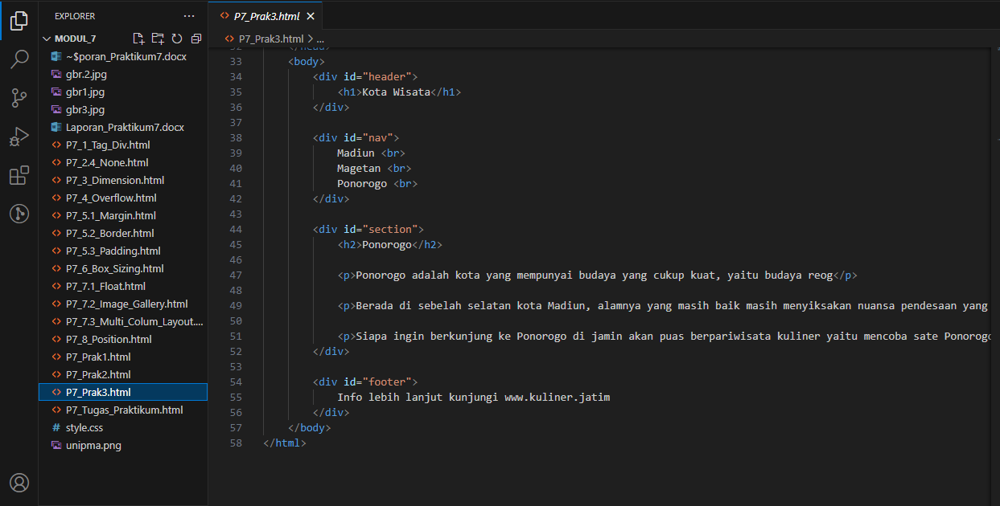 EXPLORER
MODUL_7
~$poran_Praktikum7.docx
gbr.2.jpg
gbr1.jpg
gbr3.jpg
Laporan_Praktikum7.docx
P7_1_Tag_Div.html
P7_2.4_None.html
P7_3_Dimension.html
P7_4_Overflow.html
P7_5.1_Margin.html
P7_5.2_Border.html
P7_5.3_Padding.html
P7_6_Box_Sizing.html
P7_7.1_Float.html
P7_7.2_Image_Gallery.html
P7_7.3_Multi_Colum_Layout....
P7_8_Position.html
P7_Prak1.html
P7_Prak2.html
P7_Prak3.html
P7_Tugas_Praktikum.html
style.css
unipma.png
P7_Prak3.html
P7_Prak3.html > ...
32 </head>
33 <body>
34 <div id="header">
35 <h1>Kota Wisata</h1>
36 </div>
37
38 <div id="nav">
39 Madiun <br>
40 Magetan <br>
41 Ponorogo <br>
42 </div>
43
44 <div id="section">
45 <h2>Ponorogo</h2>
46
47 <p>Ponorogo adalah kota yang mempunyai budaya yang cukup kuat, yaitu budaya reog</p>
48
49 <p>Berada di sebelah selatan kota Madiun, alamnya yang masih baik masih menyiksakan nuansa pendesaan yang
50
51 <p>Siapa ingin berkunjung ke Ponorogo di jamin akan puas berpariwisata kuliner yaitu mencoba sate Ponorogo
52 </div>
53
54 <div id="footer">
55 Info lebih lanjut kunjungi www.kuliner.jatim
56 </div>
57 </body>
58 </html>